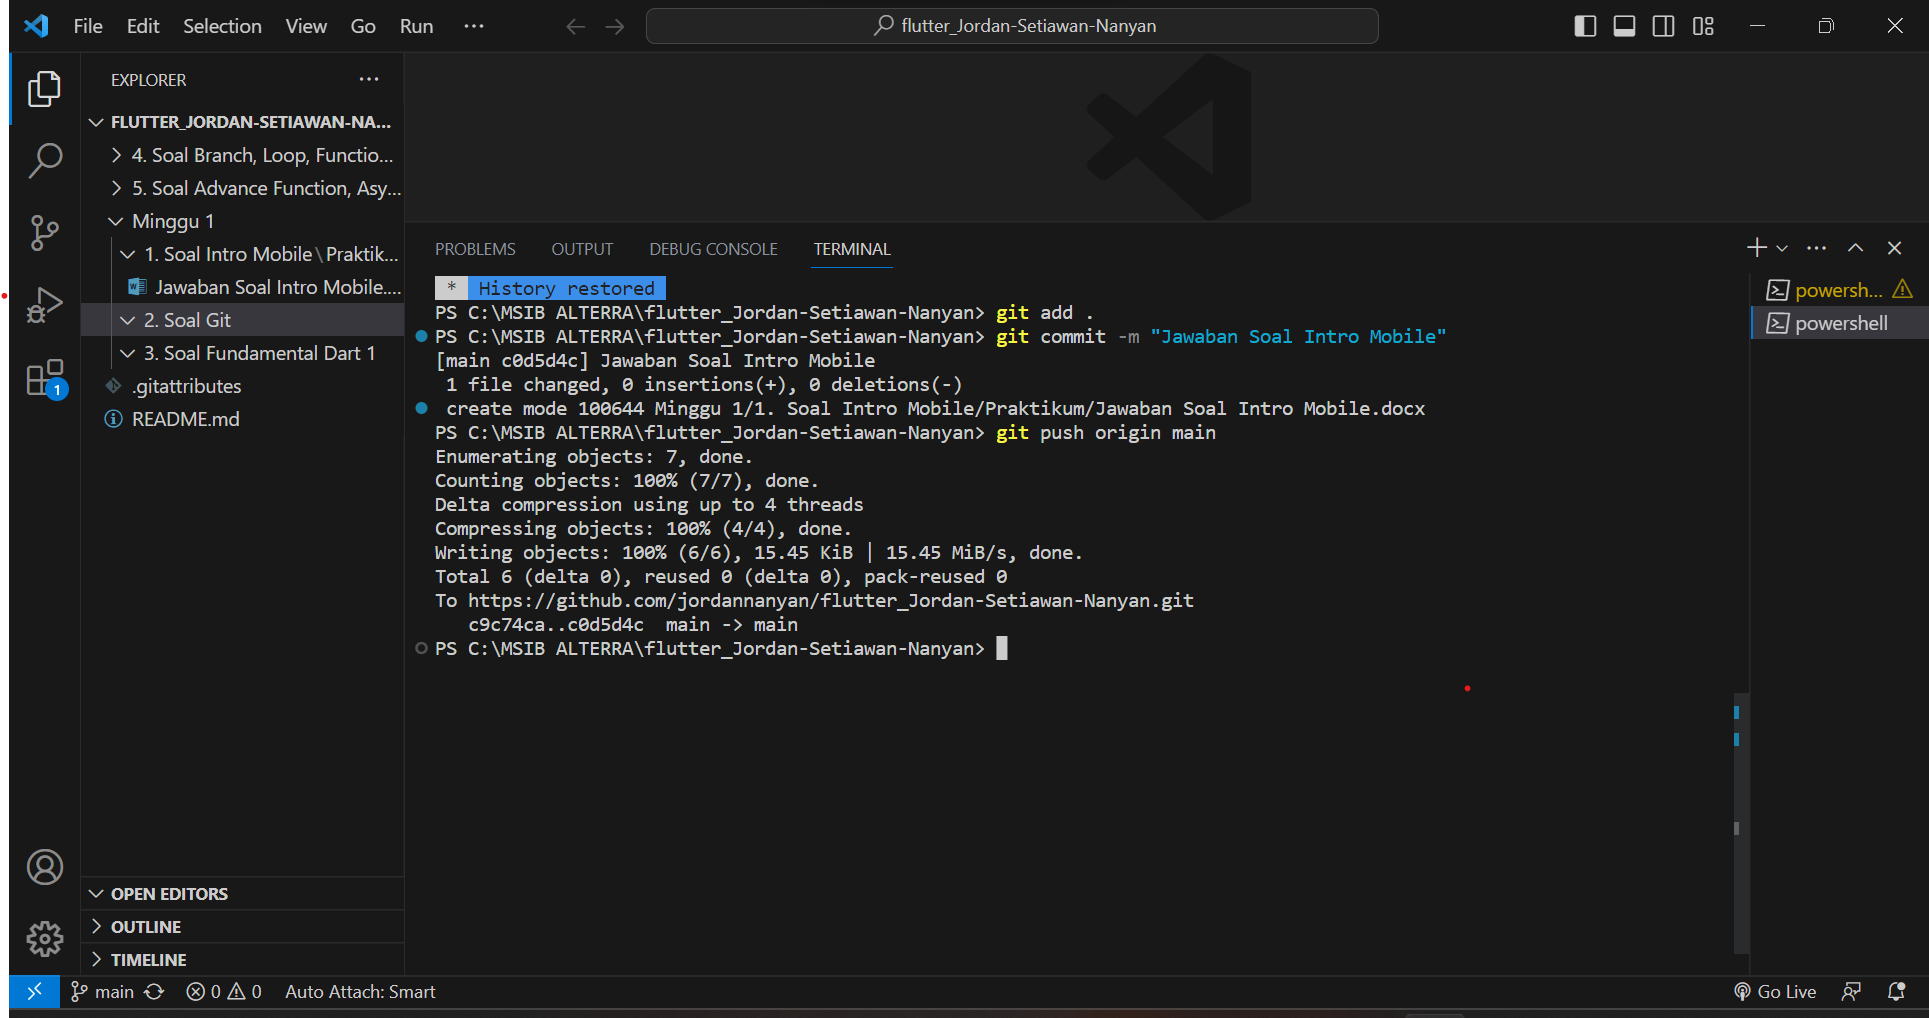 File Edit Selection View Go Run ···
flutter_Jordan-Setiawan-Nanyan
EXPLORER
FLUTTER_JORDAN-SETIAWAN-NA...
4. Soal Branch, Loop, Functio...
5. Soal Advance Function, Asy...
Minggu 1
1. Soal Intro Mobile\Praktik...
Jawaban Soal Intro Mobile....
2. Soal Git
3. Soal Fundamental Dart 1
.gitattributes
README.md
1
OPEN EDITORS
OUTLINE
TIMELINE
PROBLEMS OUTPUT DEBUG CONSOLE TERMINAL
* History restored
PS C:\MSIB ALTERRA\flutter_Jordan-Setiawan-Nanyan> git add .
PS C:\MSIB ALTERRA\flutter_Jordan-Setiawan-Nanyan> git commit -m "Jawaban Soal Intro Mobile"
[main c0d5d4c] Jawaban Soal Intro Mobile
1 file changed, 0 insertions(+), 0 deletions(-)
create mode 100644 Minggu 1/1. Soal Intro Mobile/Praktikum/Jawaban Soal Intro Mobile.docx
PS C:\MSIB ALTERRA\flutter_Jordan-Setiawan-Nanyan> git push origin main
Enumerating objects: 7, done.
Counting objects: 100% (7/7), done.
Delta compression using up to 4 threads
Compressing objects: 100% (4/4), done.
Writing objects: 100% (6/6), 15.45 KiB | 15.45 MiB/s, done.
Total 6 (delta 0), reused 0 (delta 0), pack-reused 0
To https://github.com/jordannanyan/flutter_Jordan-Setiawan-Nanyan.git
c9c74ca..c0d5d4c main -> main
PS C:\MSIB ALTERRA\flutter_Jordan-Setiawan-Nanyan>
powersh...
powershell
main 0 0 Auto Attach: Smart
Go Live